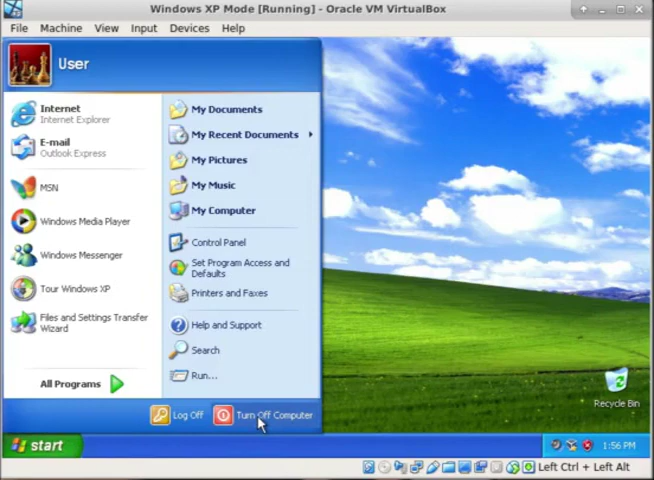 Windows XP Mode [Running] - Oracle VM VirtualBox
File Machine View Input Devices Help
User
Internet
Internet Explorer
E-mail
Outlook Express
MSN
Windows Media Player
Windows Messenger
Tour Windows XP
Files and Settings Transfer
Wizard
All Programs
My Documents
My Recent Documents
My Pictures
My Music
My Computer
Control Panel
Set Program Access and
Defaults
Printers and Faxes
Help and Support
Search
Run...
Log Off Turn Off Computer
Recycle Bin
start 1:56 PM
Left Ctrl + Left Alt